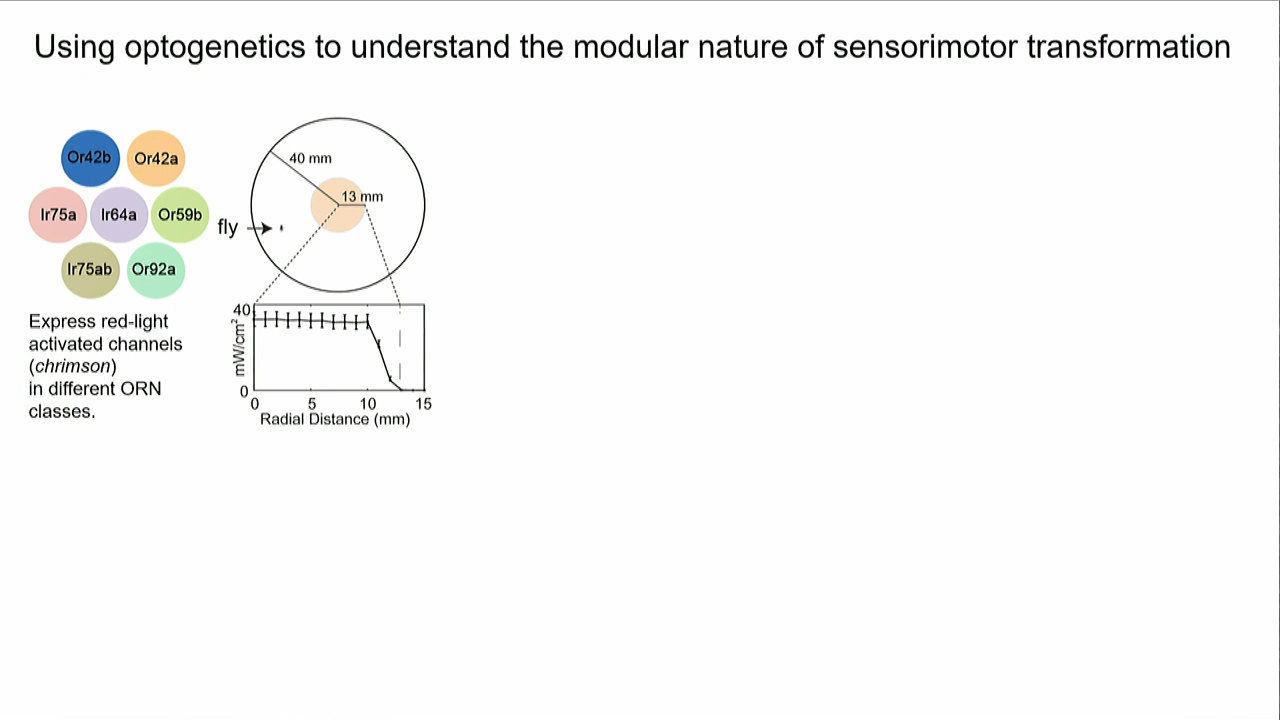 Using optogenetics to understand the modular nature of sensorimotor transformation
Or42b
Or42a
Ir75a
Ir64a
Or59b
Ir75ab
Or92a
Express red-light
activated channels
(chrimson)
in different ORN
classes.
40 mm
13 mm
fly
40
mW/cm²
0
0
5
10
15
Radial Distance (mm)